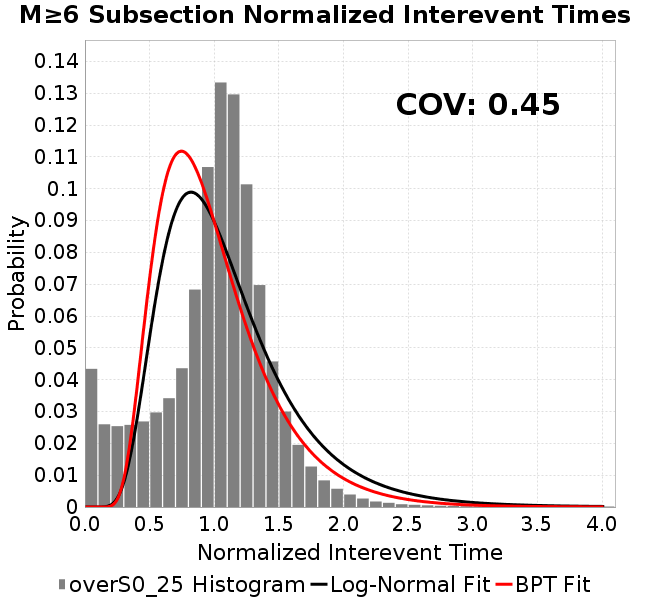 M≥6 Subsection Normalized Interevent Times
COV: 0.45
Probability
0.14
0.13
0.12
0.11
0.1
0.09
0.08
0.07
0.06
0.05
0.04
0.03
0.02
0.01
0
0.0 0.5 1.0 1.5 2.0 2.5 3.0 3.5 4.0
Normalized Interevent Time
overS0_25 Histogram Log-Normal Fit BPT Fit